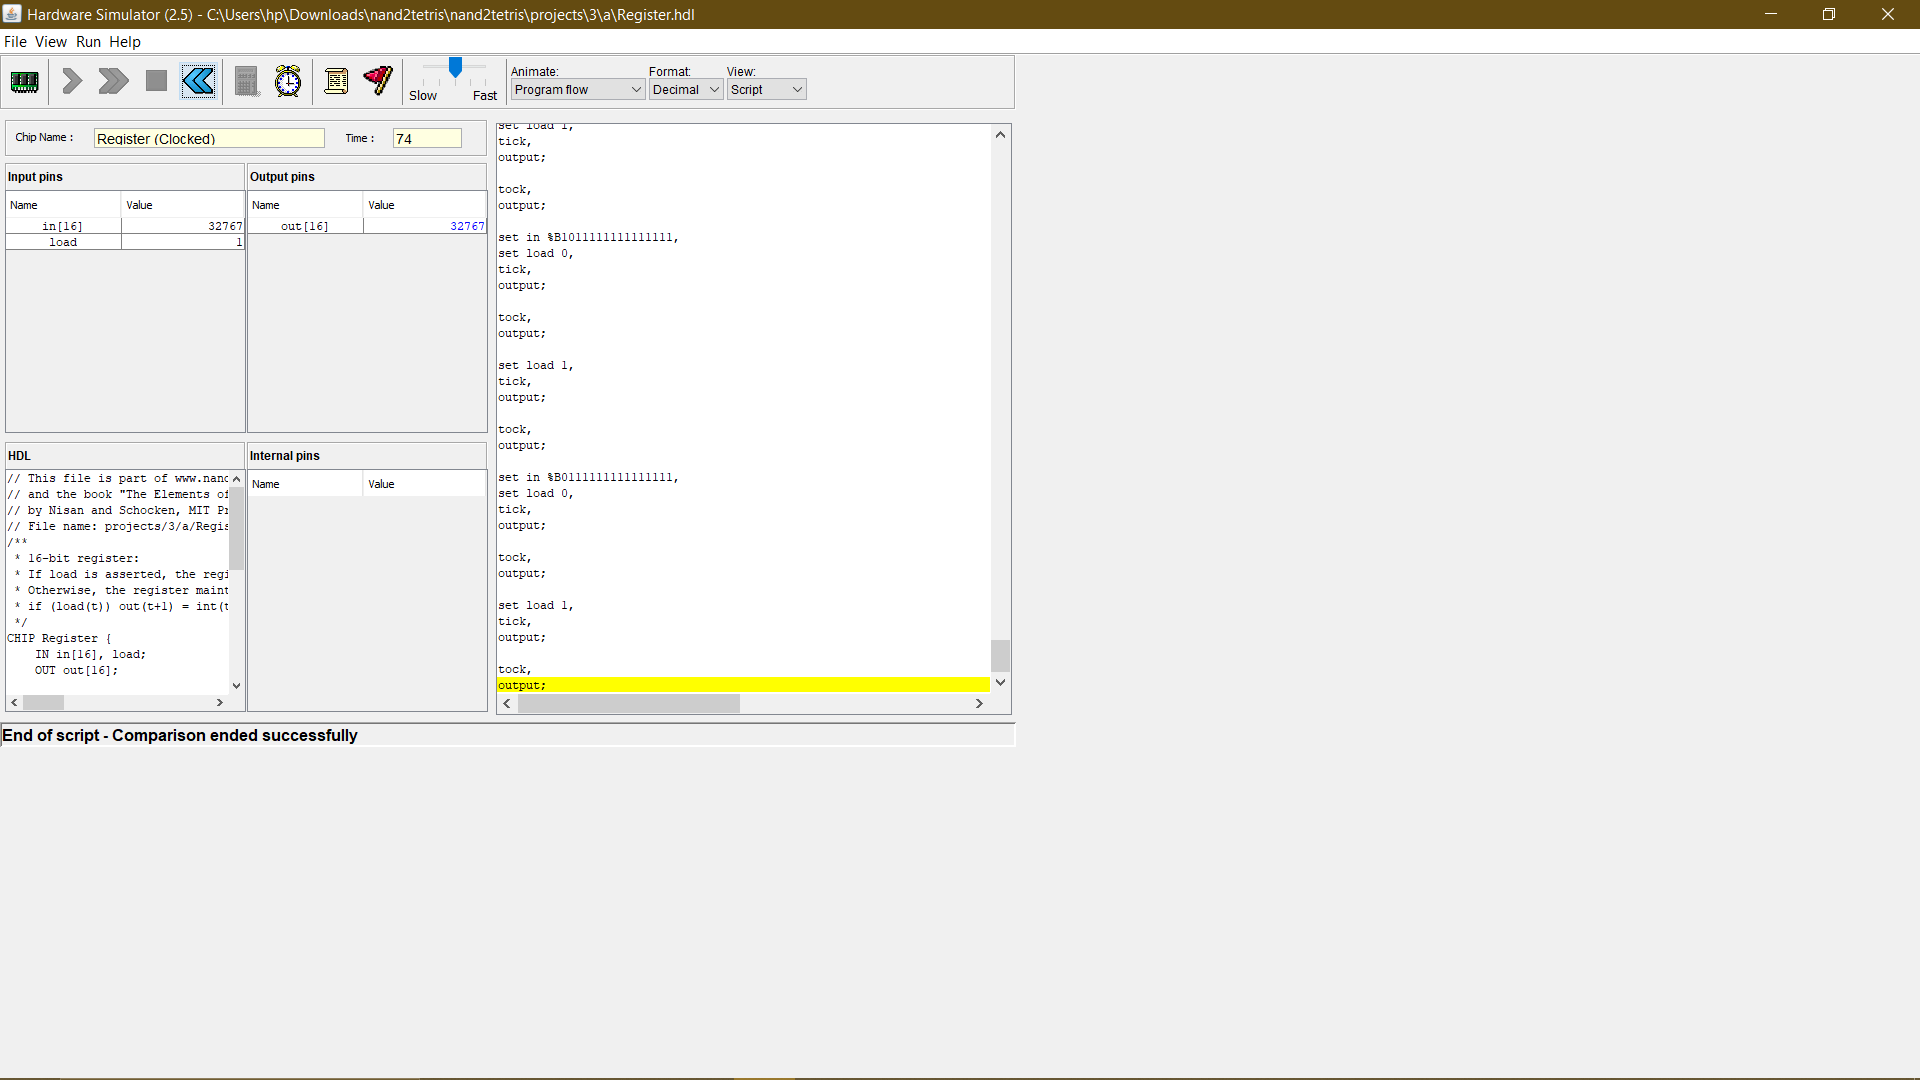 Hardware Simulator (2.5) - C:\Users\hp\Downloads\nand2tetris\nand2tetris\projects\3\a\Register.hdl
File View Run Help
Slow Fast
Animate: Format: View:
Program flow Decimal Script
Chip Name : Register (Clocked) Time : 74
Input pins
Name Value
in[16] 32767
load 1
Output pins
Name Value
out[16] 32767
HDL
// This file is part of www.nand
// and the book "The Elements of
// by Nisan and Schocken, MIT Pr
// File name: projects/3/a/Regis
/**
* 16-bit register:
* If load is asserted, the regi
* Otherwise, the register maint
* if (load(t)) out(t+1) = int(t
*/
CHIP Register {
IN in[16], load;
OUT out[16];
Internal pins
Name Value
set load 1,
tick,
output;
tock,
output;
set in %B1011111111111111,
set load 0,
tick,
output;
tock,
output;
set load 1,
tick,
output;
tock,
output;
set in %B0111111111111111,
set load 0,
tick,
output;
tock,
output;
set load 1,
tick,
output;
tock,
output;
End of script - Comparison ended successfully